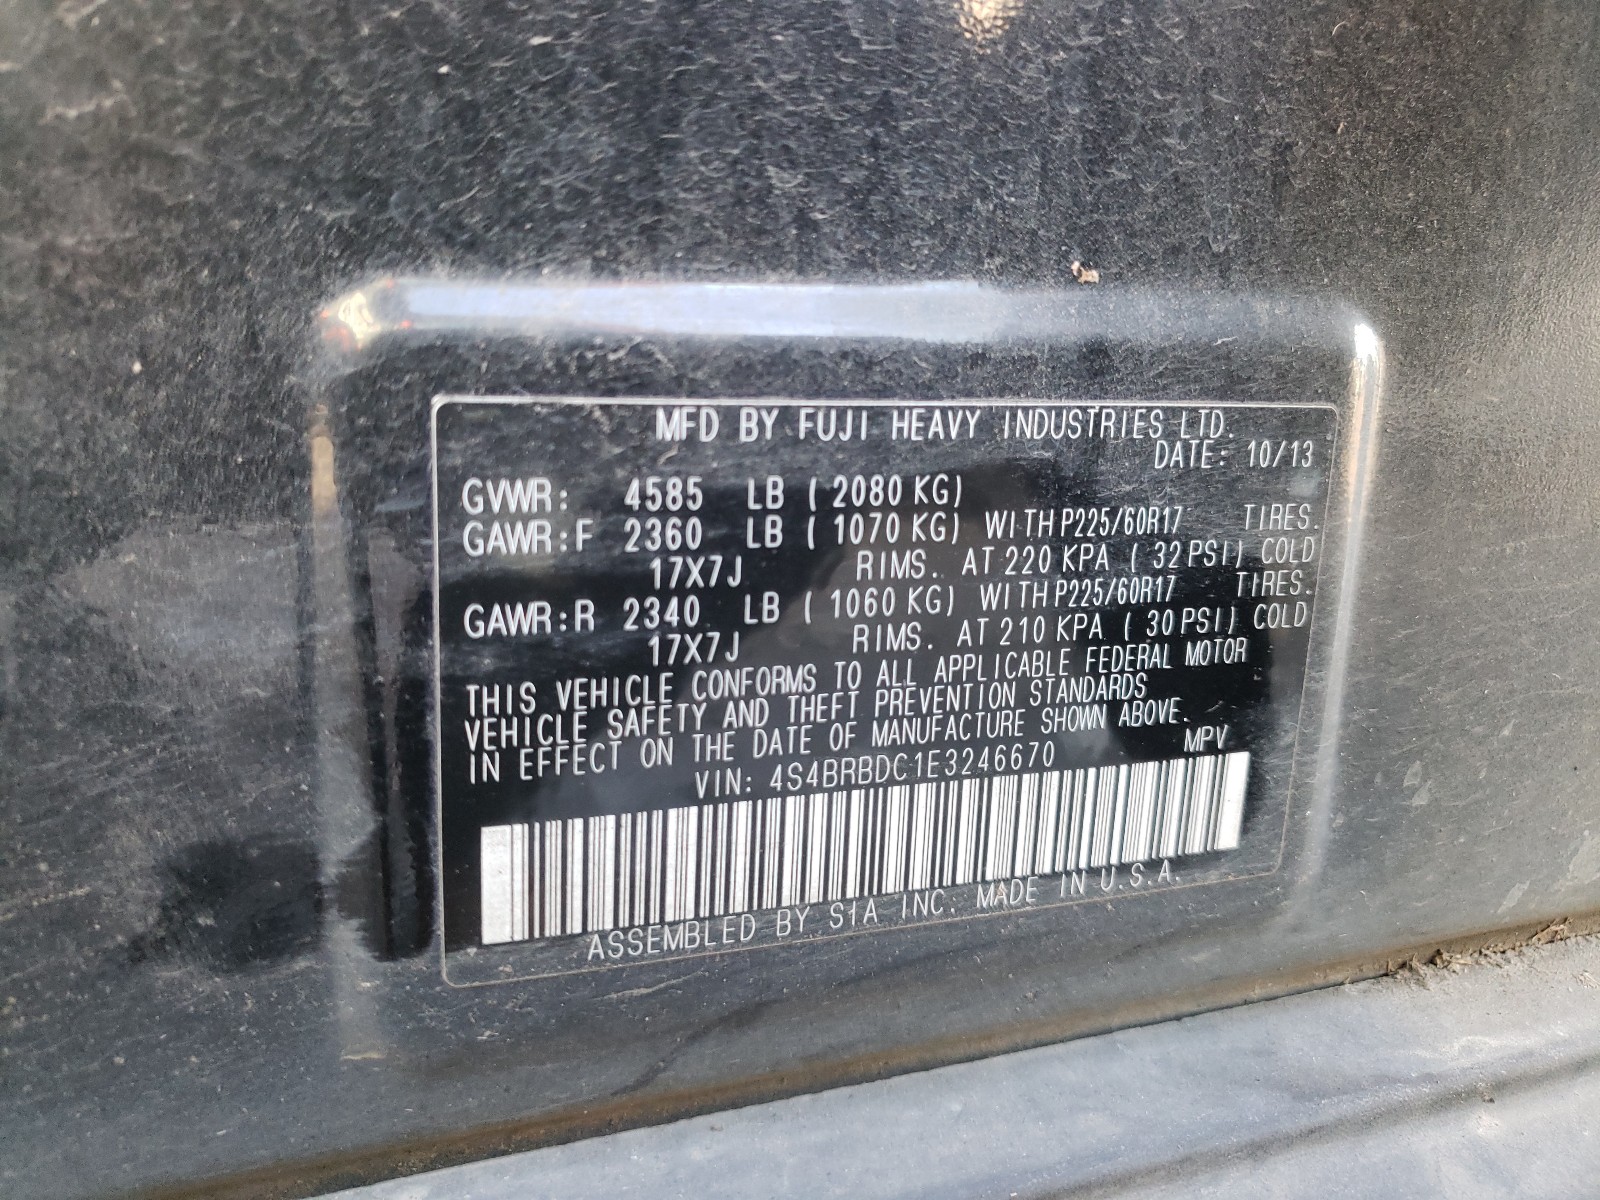 MFD BY FUJI HEAVY INDUSTRIES LTD.
DATE: 10/13
GVWR: 4585 LB (2080 KG)
GAWR:F 2360 LB (1070 KG) WITH P225/60R17 TIRES.
17X7J RIMS. AT 220 KPA (32 PSI) COLD
GAWR:R 2340 LB (1060 KG) WITH P225/60R17 TIRES.
17X7J RIMS. AT 210 KPA (30 PSI) COLD
THIS VEHICLE CONFORMS TO ALL APPLICABLE FEDERAL MOTOR
VEHICLE SAFETY AND THEFT PREVENTION STANDARDS
IN EFFECT ON THE DATE OF MANUFACTURE SHOWN ABOVE.
VIN: 4S4BRBDC1E3246670 MPV
ASSEMBLED BY SIA INC. MADE IN U.S.A.